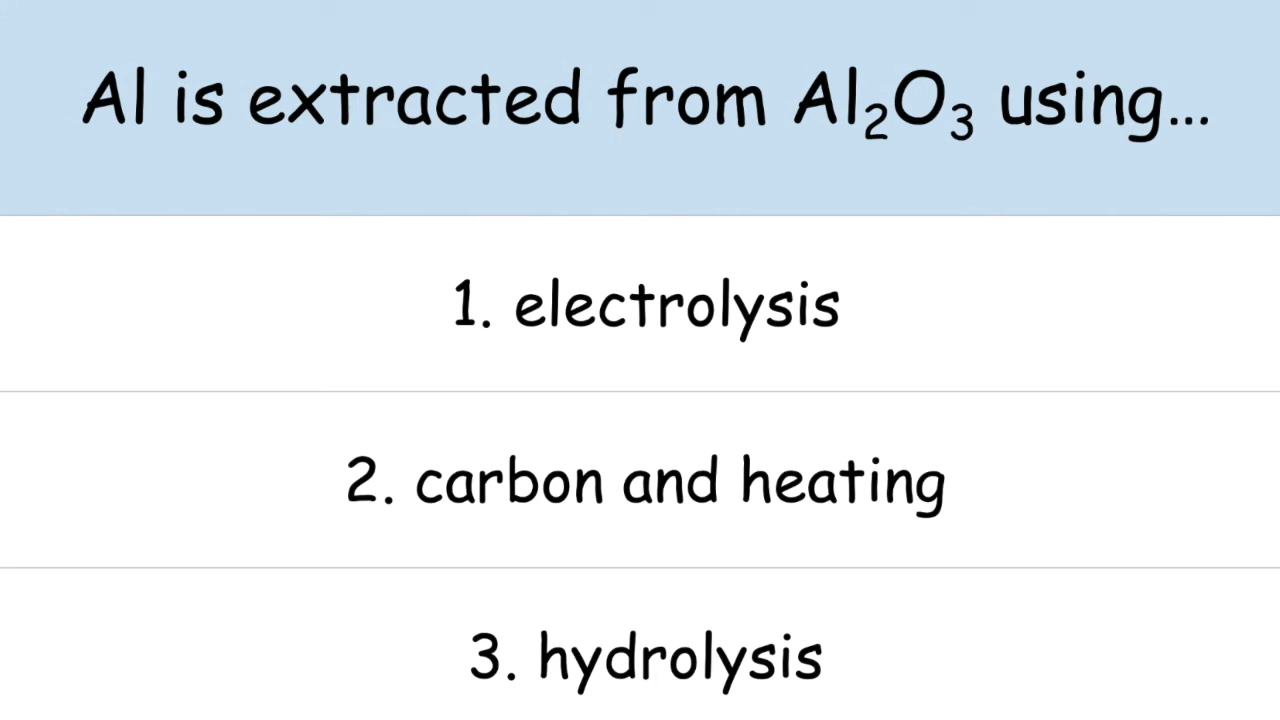 Al is extracted from Al₂O₃ using...
1. electrolysis
2. carbon and heating
3. hydrolysis